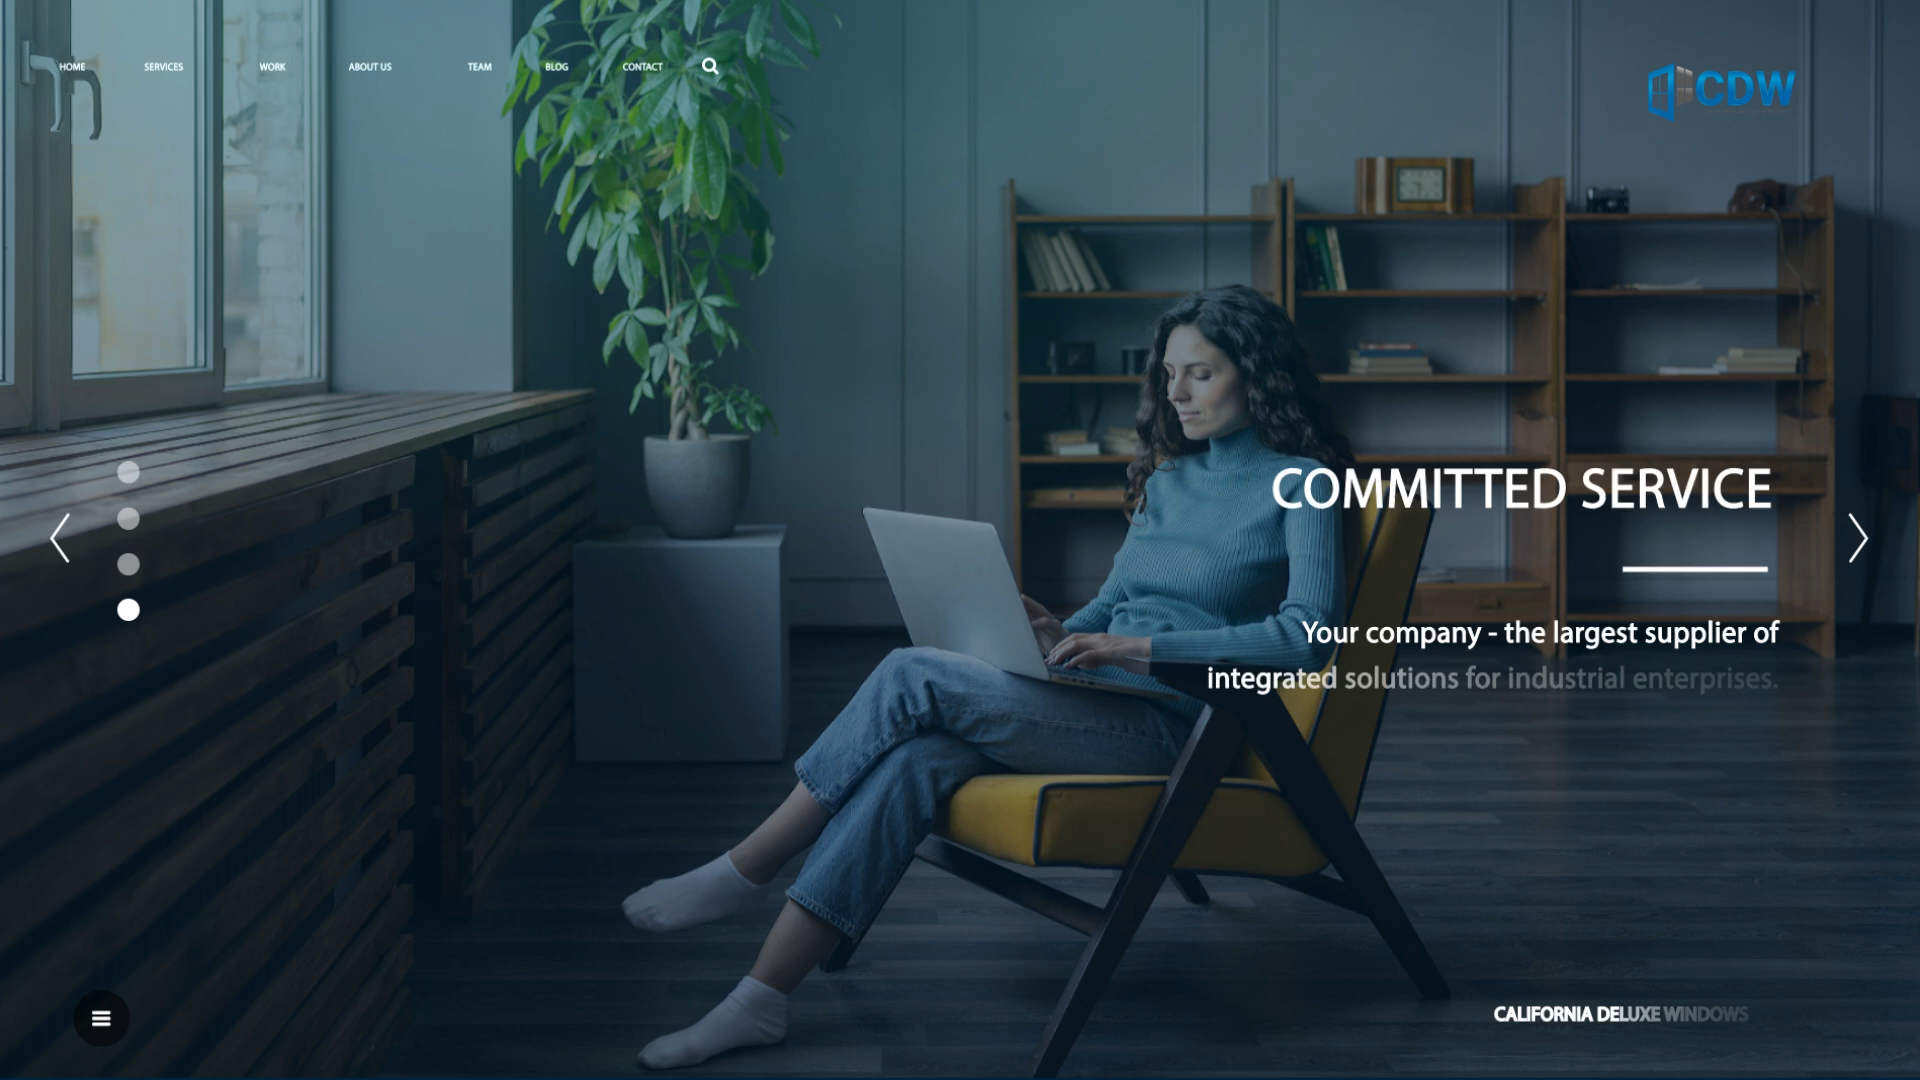 HOME SERVICES WORK ABOUT US TEAM BLOG CONTACT
CDW
COMMITTED SERVICE
Your company - the largest supplier of
integrated solutions for industrial enterprises.
CALIFORNIA DELUXE WINDOWS